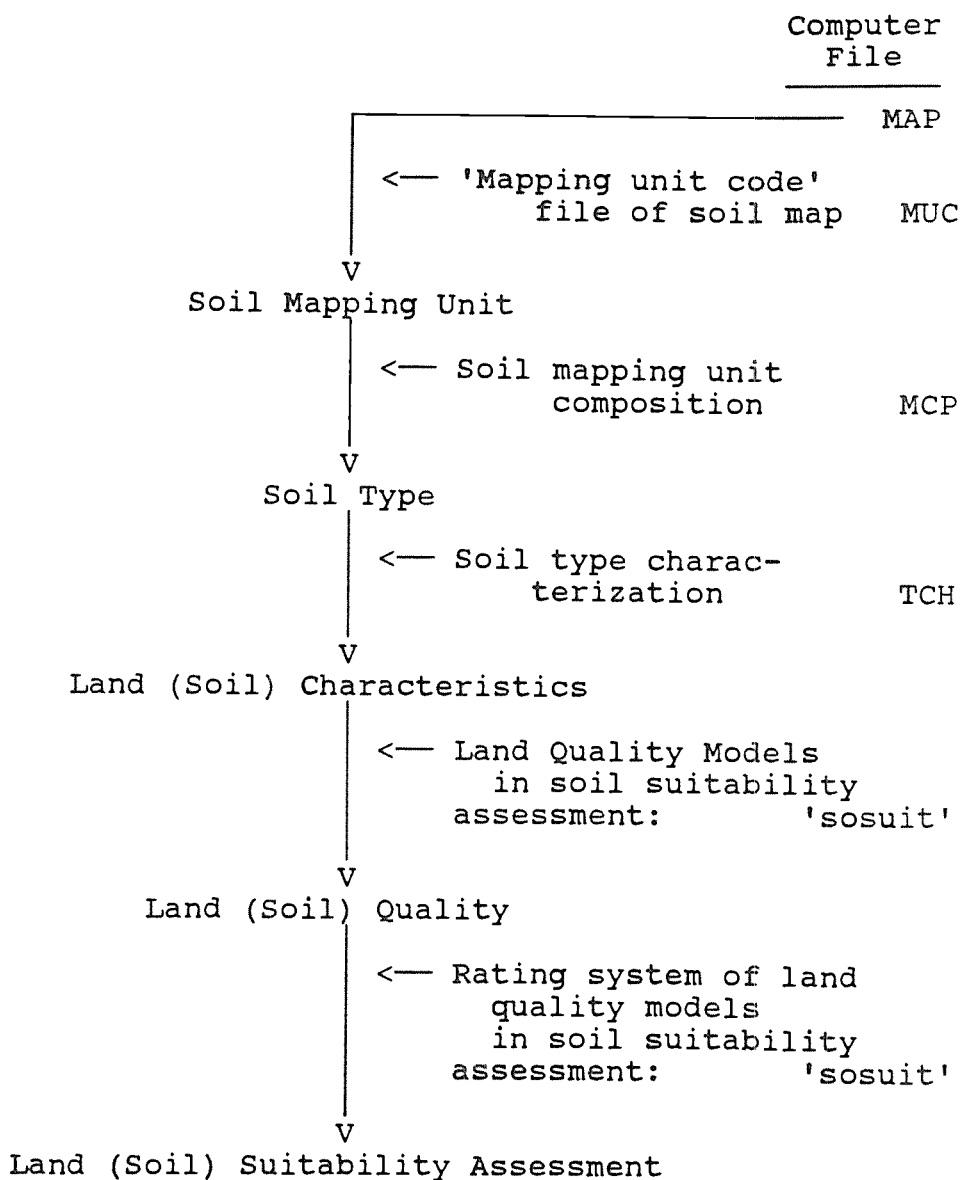 Computer
File
MAP
<— 'Mapping unit code'
file of soil map MUC
V
Soil Mapping Unit
<— Soil mapping unit
composition MCP
V
Soil Type
<— Soil type charac-
terization TCH
V
Land (Soil) Characteristics
<— Land Quality Models
in soil suitability
assessment: 'sosuit'
V
Land (Soil) Quality
<— Rating system of land
quality models
in soil suitability
assessment: 'sosuit'
V
Land (Soil) Suitability Assessment